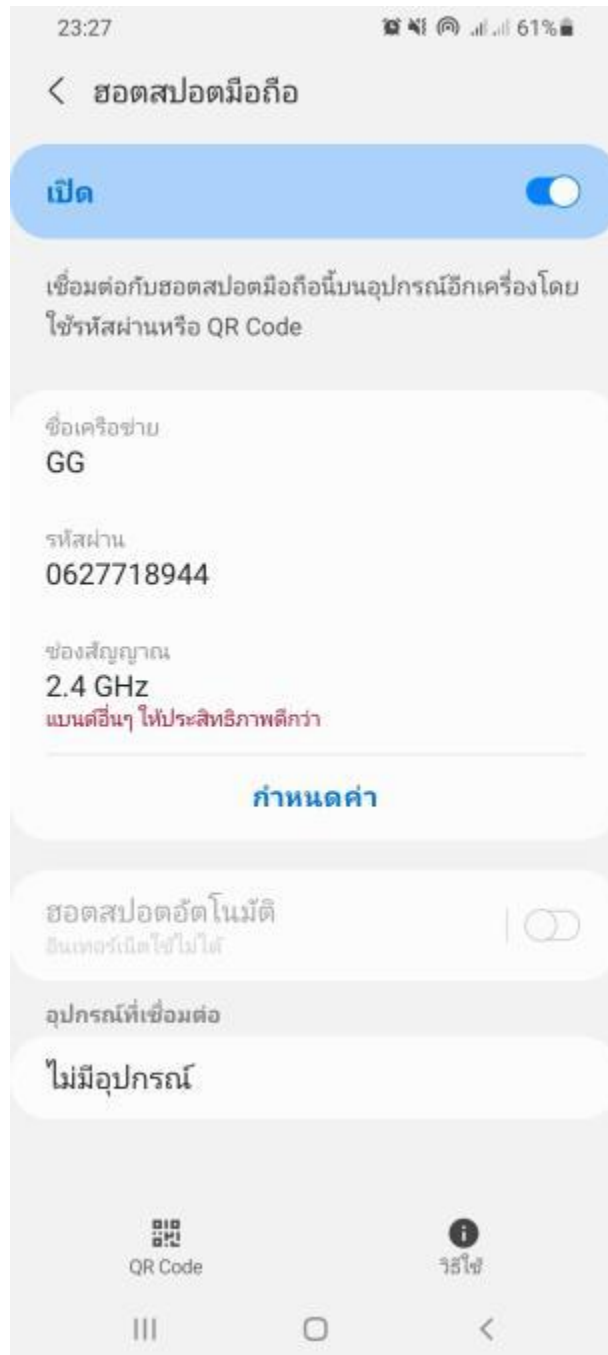 23:27 61%
ฮอตสปอตมือถือ
เปิด
เชื่อมต่อกับฮอตสปอตมือถือนี้บนอุปกรณ์อีกเครื่องโดย
ใช้รหัสผ่านหรือ QR Code
ชื่อเครือข่าย
GG
รหัสผ่าน
0627718944
ช่องสัญญาณ
2.4 GHz
แบนด์อื่นๆ ให้ประสิทธิภาพดีกว่า
กำหนดค่า
ฮอตสปอตอัตโนมัติ
อินเทอร์เน็ตใช้ไม่ได้
อุปกรณ์ที่เชื่อมต่อ
ไม่มีอุปกรณ์
QR Code
วิธีใช้